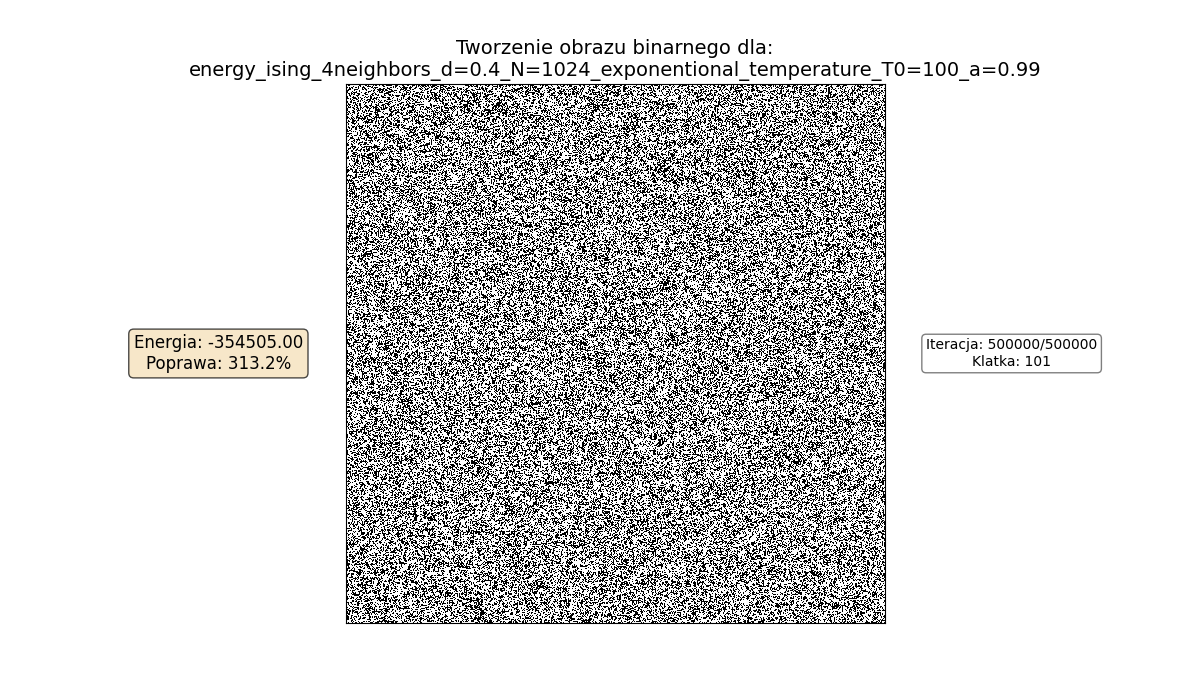 Tworzenie obrazu binarnego dla:
energy_ising_4neighbors_d=0.4_N=1024_exponentional_temperature_T0=100_a=0.99
Energia: -354505.00
Poprawa: 313.2%
Iteracja: 500000/500000
Klatka: 101